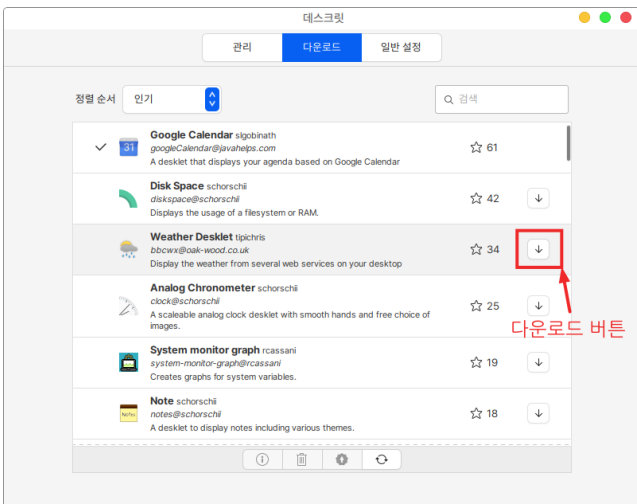 데스크릿
관리 다운로드 일반 설정
정렬 순서 인기 검색
Google Calendar slgobinath
31 googleCalendar@javahelps.com 61
A desklet that displays your agenda based on Google Calendar
Disk Space schorschii
diskspace@schorschii 42
Displays the usage of a filesystem or RAM.
Weather Desklet tipichris
bbcwx@oak-wood.co.uk 34
Display the weather from several web services on your desktop
Analog Chronometer schorschii
clock@schorschii 25
A scaleable analog clock desklet with smooth hands and free choice of
images.
다운로드 버튼
System monitor graph rcassani
system-monitor-graph@rcassani 19
Creates graphs for system variables.
Note schorschii
notes@schorschii 18
A desklet to display notes including various themes.